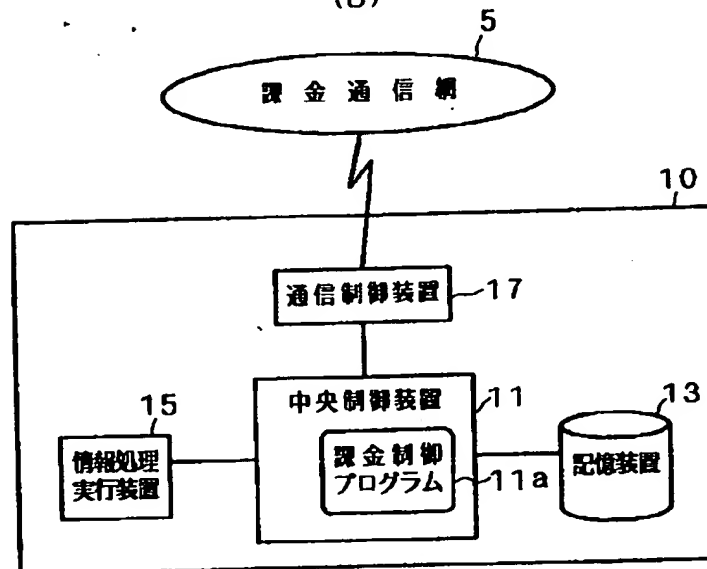 5
課金通信網
10
通信制御装置
17
中央制御装置
11
15
13
情報処理
実行装置
課金制御
プログラム
11a
記憶装置